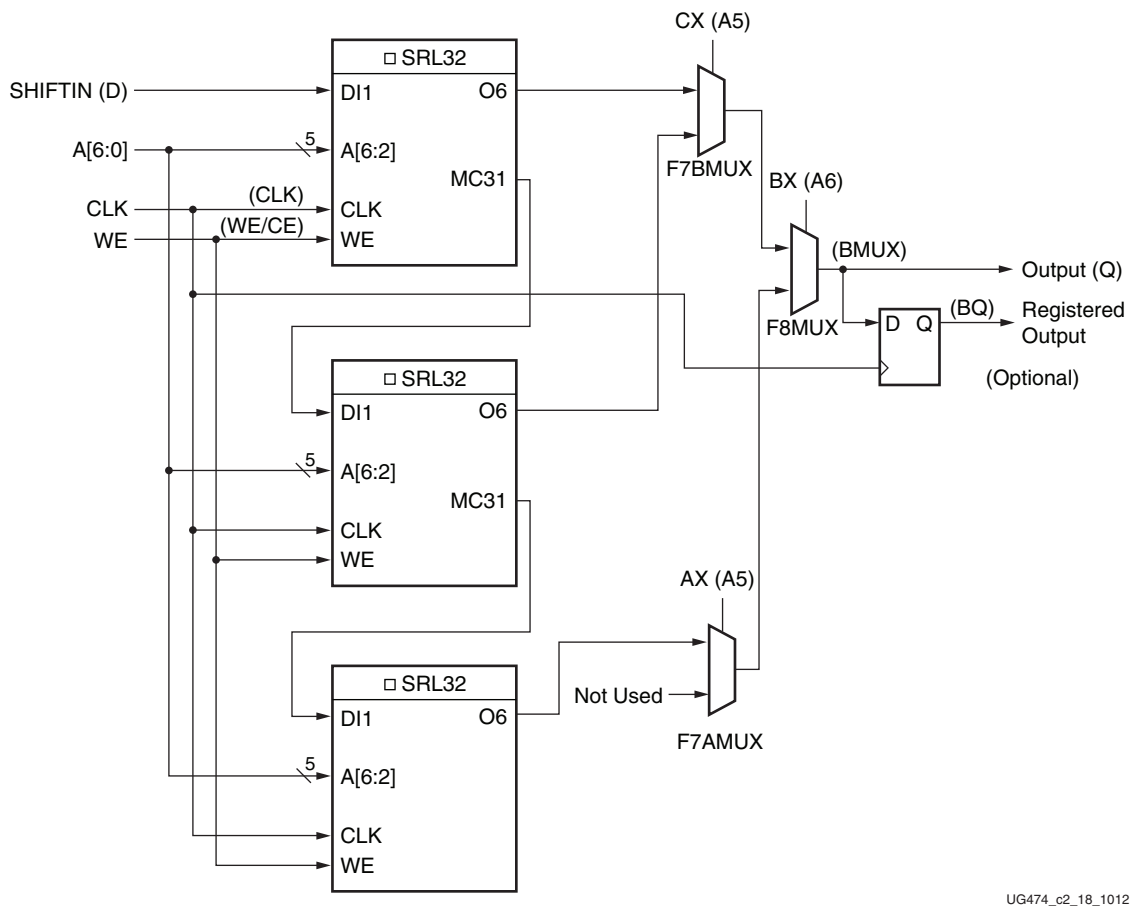 CX (A5)
□ SRL32
SHIFTIN (D)
DI1
O6
A[6:0]
5
A[6:2]
F7BMUX
MC31
BX (A6)
CLK
(CLK)
CLK
WE
(WE/CE)
WE
(BMUX)
Output (Q)
F8MUX
D Q
(BQ)
Registered
Output
(Optional)
□ SRL32
DI1
O6
5
A[6:2]
MC31
CLK
WE
AX (A5)
□ SRL32
Not Used
DI1
O6
F7AMUX
5
A[6:2]
CLK
WE
UG474_c2_18_1012